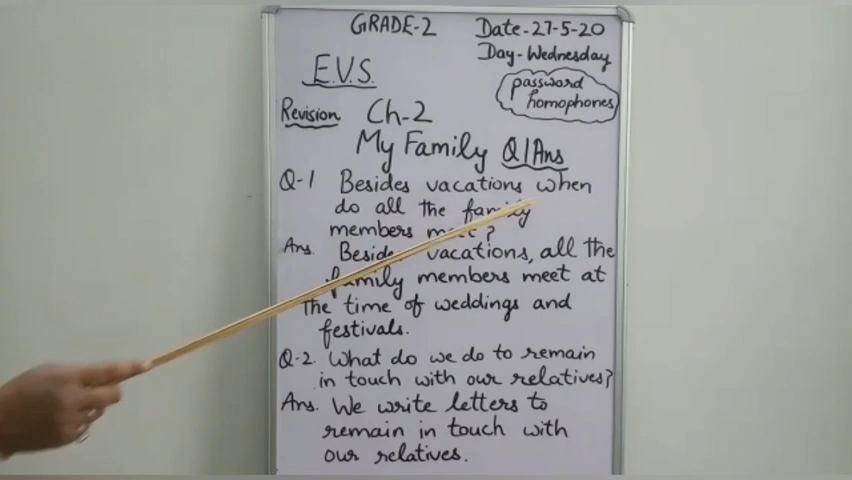 GRADE-2 Date-27-5-20
Day-Wednesday
E.V.S.
password
homophones
Revision Ch-2
My Family Q/Ans
Q-1 Besides vacations when
do all the family
members meet?
Ans. Besides vacations, all the
family members meet at
the time of weddings and
festivals.
Q-2. What do we do to remain
in touch with our relatives?
Ans. We write letters to
remain in touch with
our relatives.